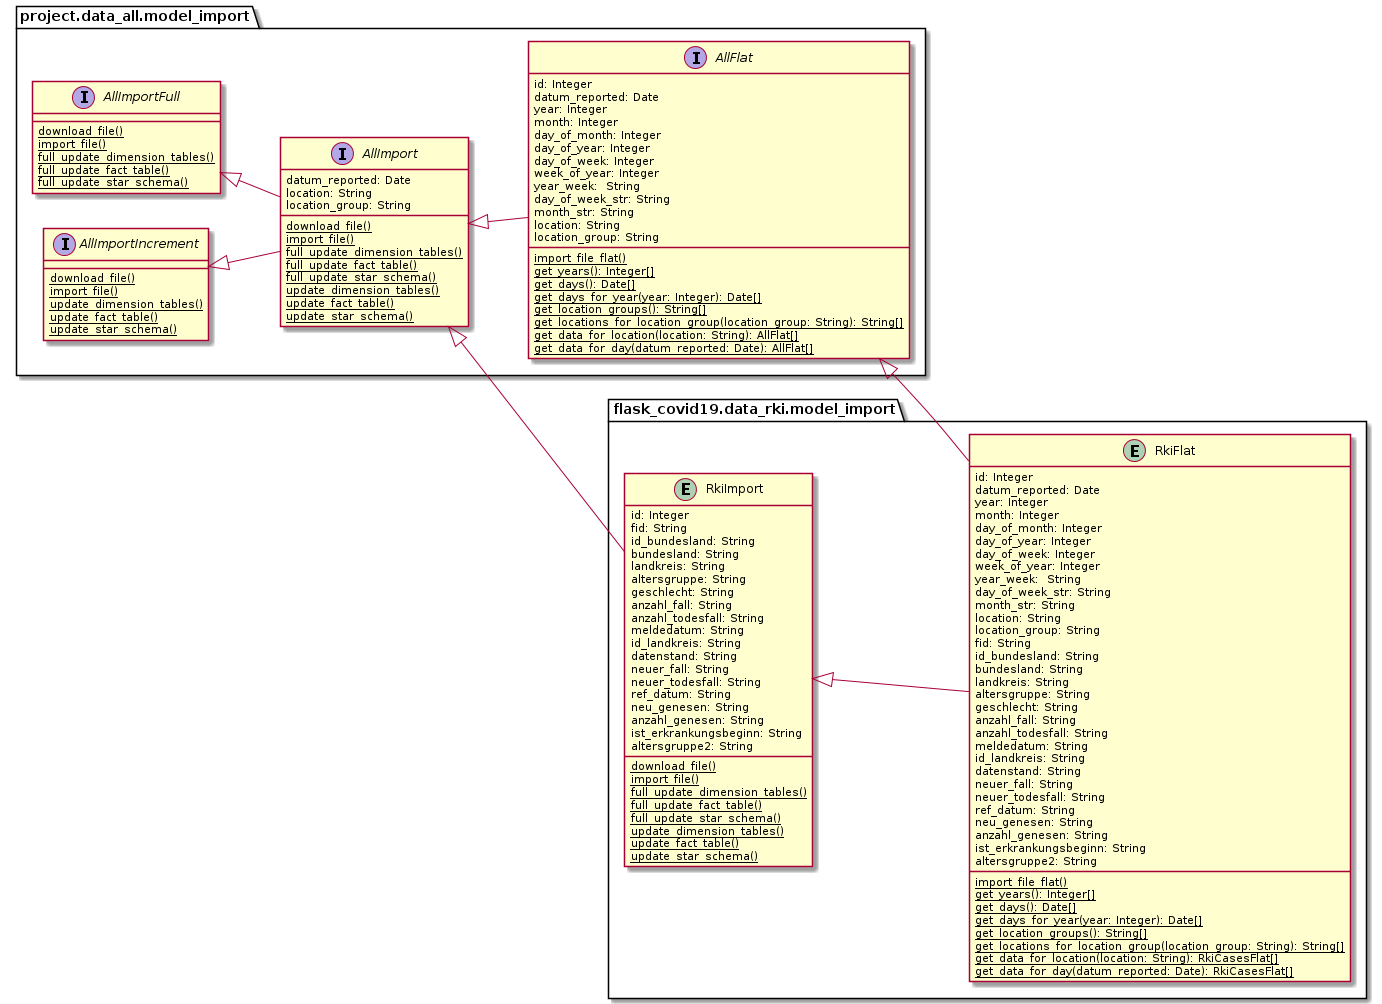 project.data_all.model_import
I AllImportFull
download_file()
import_file()
full_update_dimension_tables()
full_update_fact_table()
full_update_star_schema()
I AllImportIncrement
download_file()
import_file()
update_dimension_tables()
update_fact_table()
update_star_schema()
I AllImport
datum_reported: Date
location: String
location_group: String
download_file()
import_file()
full_update_dimension_tables()
full_update_fact_table()
full_update_star_schema()
update_dimension_tables()
update_fact_table()
update_star_schema()
I AllFlat
id: Integer
datum_reported: Date
year: Integer
month: Integer
day_of_month: Integer
day_of_year: Integer
day_of_week: Integer
week_of_year: Integer
year_week:  String
day_of_week_str: String
month_str: String
location: String
location_group: String
import_file_flat()
get_years(): Integer[]
get_days(): Date[]
get_days_for_year(year: Integer): Date[]
get_location_groups(): String[]
get_locations_for_location_group(location_group: String): String[]
get_data_for_location(location: String): AllFlat[]
get_data_for_day(datum_reported: Date): AllFlat[]
flask_covid19.data_rki.model_import
E RkiImport
id: Integer
fid: String
id_bundesland: String
bundesland: String
landkreis: String
altersgruppe: String
geschlecht: String
anzahl_fall: String
anzahl_todesfall: String
meldedatum: String
id_landkreis: String
datenstand: String
neuer_fall: String
neuer_todesfall: String
ref_datum: String
neu_genesen: String
anzahl_genesen: String
ist_erkrankungsbeginn: String
altersgruppe2: String
download_file()
import_file()
full_update_dimension_tables()
full_update_fact_table()
full_update_star_schema()
update_dimension_tables()
update_fact_table()
update_star_schema()
E RkiFlat
id: Integer
datum_reported: Date
year: Integer
month: Integer
day_of_month: Integer
day_of_year: Integer
day_of_week: Integer
week_of_year: Integer
year_week:  String
day_of_week_str: String
month_str: String
location: String
location_group: String
fid: String
id_bundesland: String
bundesland: String
landkreis: String
altersgruppe: String
geschlecht: String
anzahl_fall: String
anzahl_todesfall: String
meldedatum: String
id_landkreis: String
datenstand: String
neuer_fall: String
neuer_todesfall: String
ref_datum: String
neu_genesen: String
anzahl_genesen: String
ist_erkrankungsbeginn: String
altersgruppe2: String
import_file_flat()
get_years(): Integer[]
get_days(): Date[]
get_days_for_year(year: Integer): Date[]
get_location_groups(): String[]
get_locations_for_location_group(location_group: String): String[]
get_data_for_location(location: String): RkiCasesFlat[]
get_data_for_day(datum_reported: Date): RkiCasesFlat[]